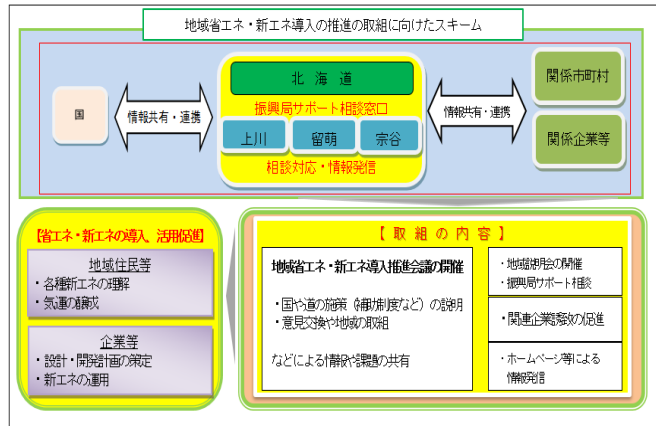 地域省エネ・新エネ導入の推進の取組に向けたスキーム
国
情報共有・連携
北 海 道
振興局サポート相談窓口
上川
留萌
宗谷
相談対応・情報発信
情報共有・連携
関係市町村
関係企業等
【省エネ・新エネの導入、活用促進】
地域住民等
・各種新エネの理解
・気運の醸成
企業等
・設計・開発計画の策定
・新エネの運用
【 取 組 の 内 容 】
地域省エネ・新エネ導入推進会議の開催
・国や道の施策（補助制度など）の説明
・意見交換や地域の取組
などによる情報や課題の共有
・地域説明会の開催
・振興局サポート相談
・関連企業誘致の促進
・ホームページ等による
情報発信